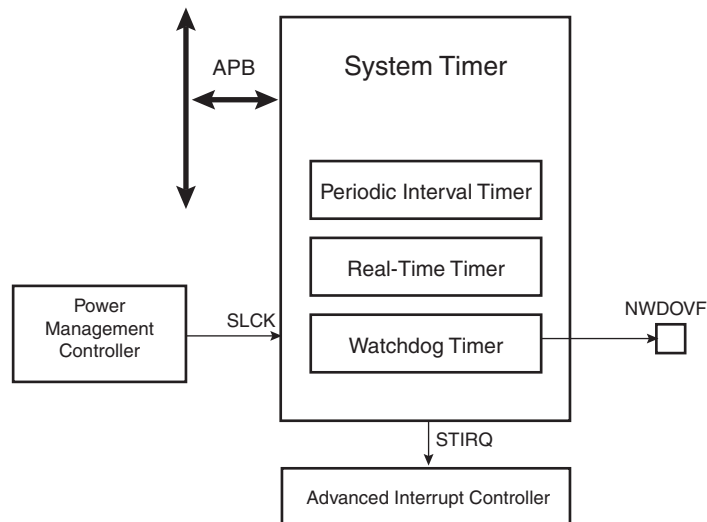 APB
System Timer
Periodic Interval Timer
Real-Time Timer
Power
Management
Controller
SLCK
Watchdog Timer
NWDOVF
STIRQ
Advanced Interrupt Controller